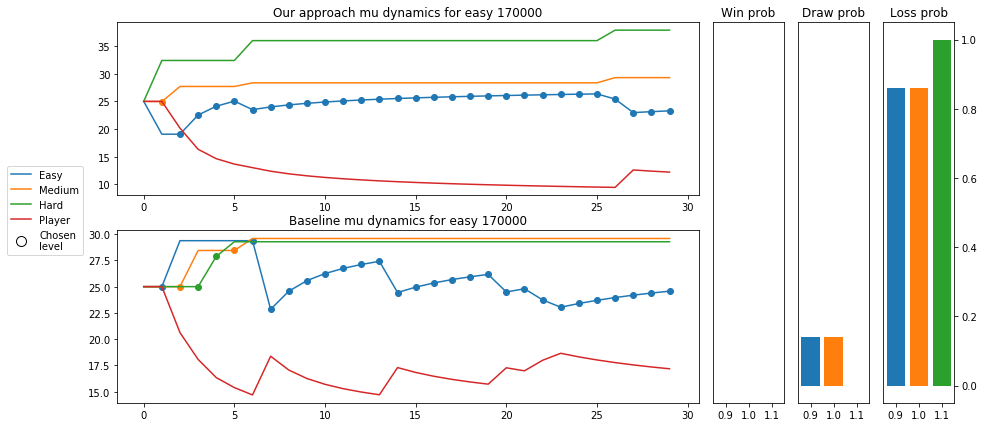 Our approach mu dynamics for easy 170000
Win prob
Draw prob
Loss prob
35
30
25
20
15
10
0
5
10
15
20
25
30
Easy
Medium
Hard
Player
Chosen
level
Baseline mu dynamics for easy 170000
30.0
27.5
25.0
22.5
20.0
17.5
15.0
0
5
10
15
20
25
30
0.9 1.0 1.1
0.9 1.0 1.1
0.9 1.0 1.1
1.0
0.8
0.6
0.4
0.2
0.0